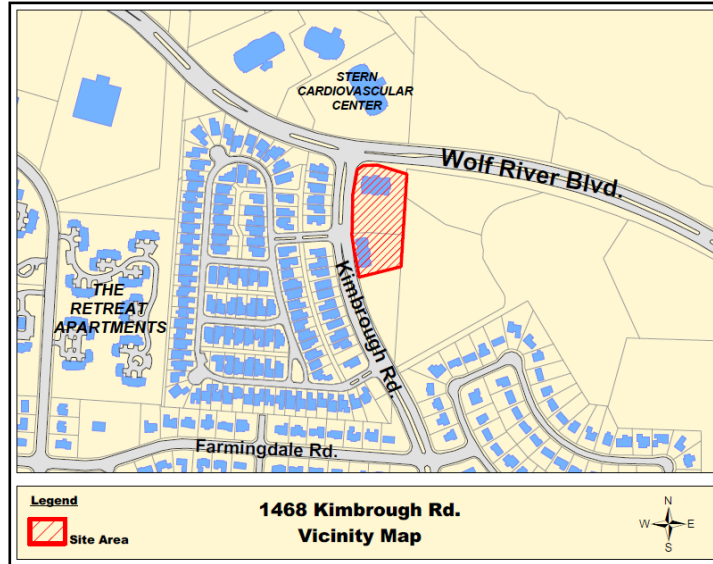 STERN
CARDIOVASCULAR
CENTER
Wolf River Blvd.
Kimbrough Rd.
THE
RETREAT
APARTMENTS
Farmingdale Rd.
Legend
Site Area
1468 Kimbrough Rd.
Vicinity Map
N
W
E
S